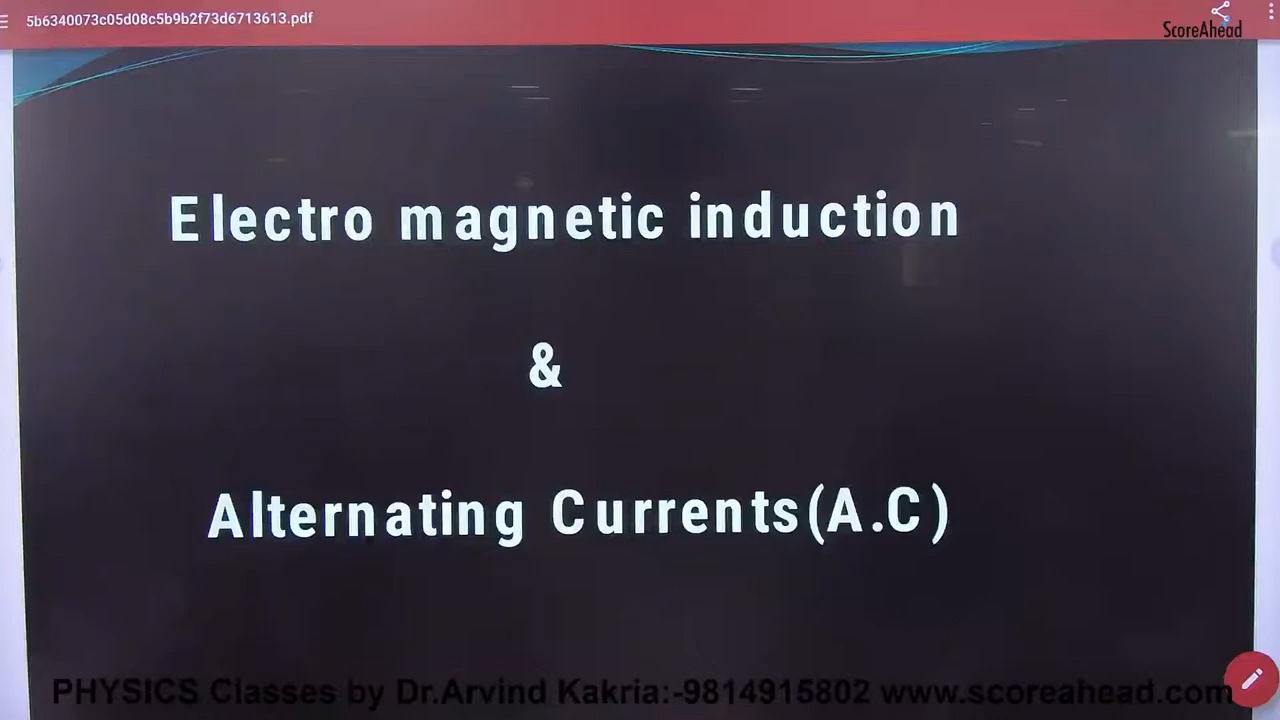 5b6340073c05d08c5b9b2f73d6713613.pdf
ScoreAhead
Electro magnetic induction
&
Alternating Currents(A.C)
PHYSICS Classes by Dr.Arvind Kakria:-9814915802 www.scoreahead.com